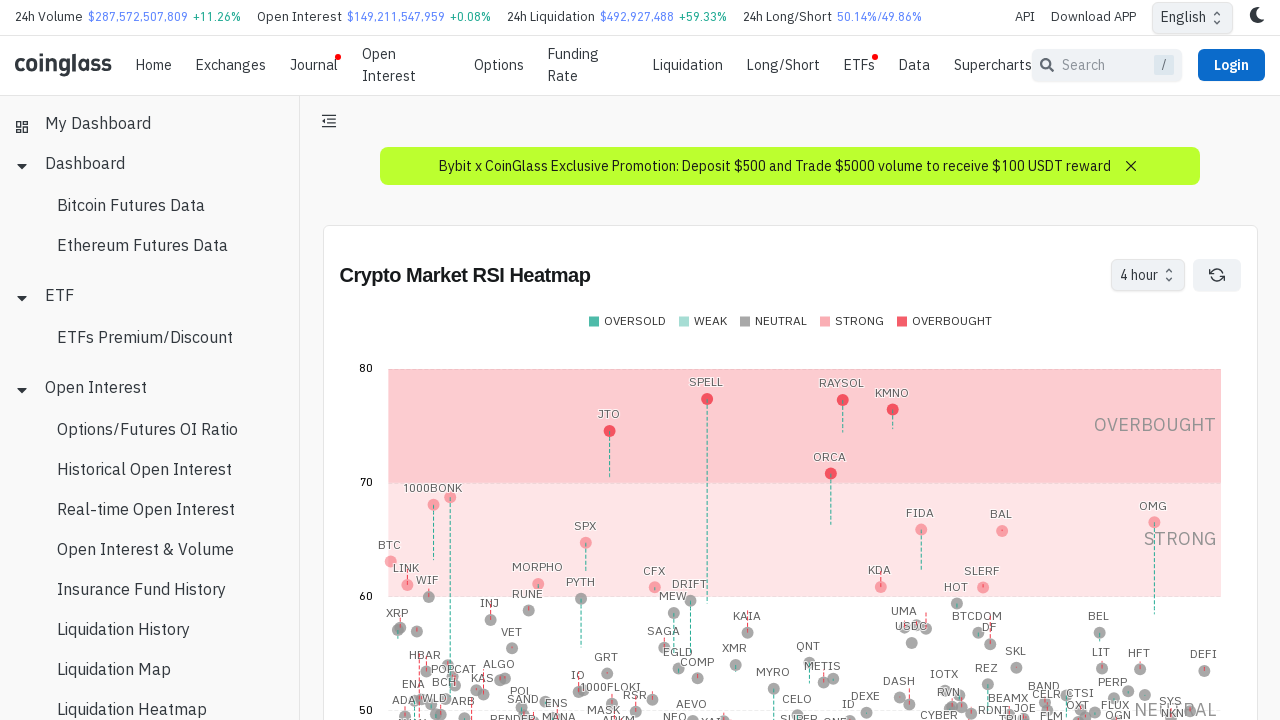 24h Volume $287,572,507,809 +11.26% Open Interest $149,211,547,959 +0.08% 24h Liquidation $492,927,488 +59.33% 24h Long/Short 50.14%/49.86% API Download APP English
coinglass Home Exchanges Journal Open Interest Options Funding Rate Liquidation Long/Short ETFs Data Supercharts Search / Login
My Dashboard
Dashboard
Bitcoin Futures Data
Ethereum Futures Data
ETF
ETFs Premium/Discount
Open Interest
Options/Futures OI Ratio
Historical Open Interest
Real-time Open Interest
Open Interest & Volume
Insurance Fund History
Liquidation History
Liquidation Map
Liquidation Heatmap
Bybit x CoinGlass Exclusive Promotion: Deposit $500 and Trade $5000 volume to receive $100 USDT reward
Crypto Market RSI Heatmap 4 hour
OVERSOLD WEAK NEUTRAL STRONG OVERBOUGHT
80
SPELL RAYSOL
KMNO
JTO
OVERBOUGHT
ORCA
70
1000BONK
OMG
FIDA BAL
SPX
STRONG
BTC
LINK MORPHO CFX KDA SLERF
WIF PYTH DRIFT HOT
60
RUNE MEW
INJ
XRP KAIA UMA BTCDOM BEL
VET SAGA USDC DF
HBAR GRT EGLD XMR QNT SKL LIT HFT DEFI
POPCAT ALGO COMP METIS REZ
BCH KAS IO MYRO DASH IOTX PERP
ENA 1000FLOKI BAND
ADA WLD ARB POL SAND ENS RSR AEVO CELO DEXE RVN BEAMX CELR CTSI
50
RENDER MANA MASK ID CYBER RDNT JOE OXT FLUX SYS
NEUTRAL
NEO SUPER FLM NKN